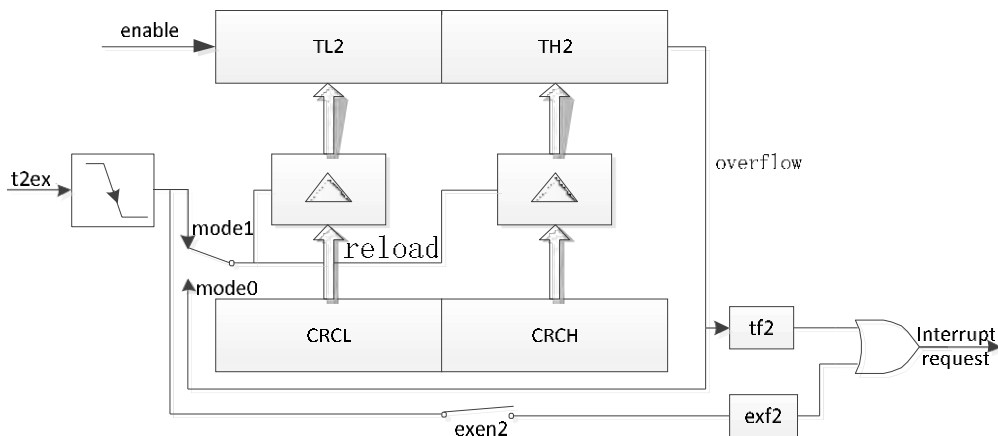 enable
TL2
TH2
overflow
t2ex
mode1
reload
mode0
CRCL
CRCH
tf2
Interrupt
request
exen2
exf2